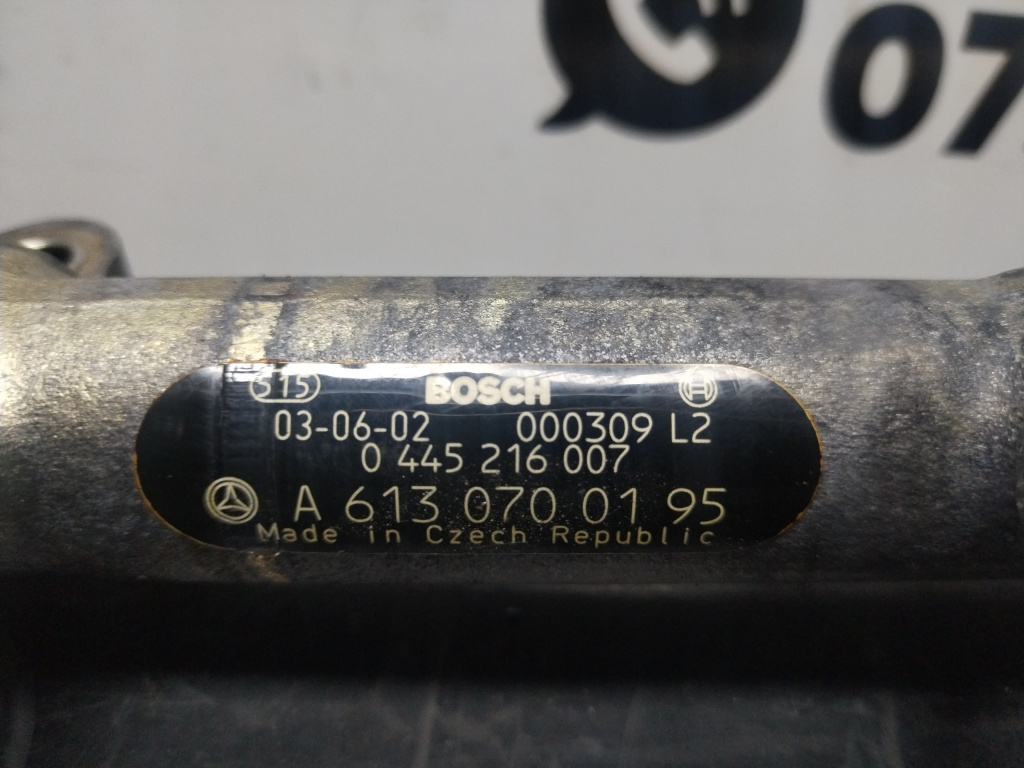 07
S15 BOSCH
03-06-02 000309 L2
0 445 216 007
A 613 070 01 95
Made in Czech Republic